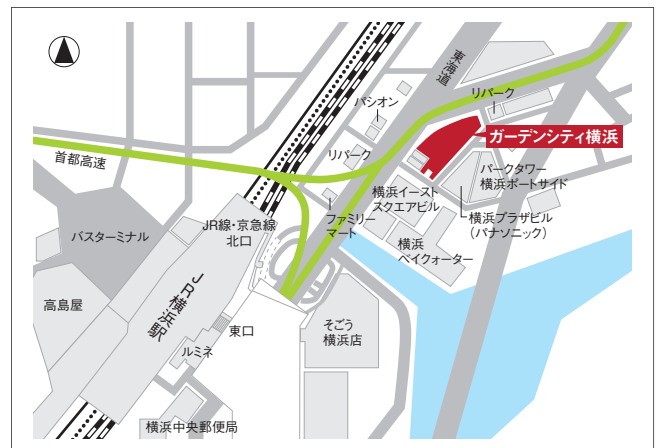 東海道
リパーク
パシオン
ガーデンシティ横浜
首都高速
リパーク
パークタワー
横浜ポートサイド
横浜イースト
スクエアビル
横浜プラザビル
(パナソニック)
ファミリー
マート
JR線・京急線
北口
バスターミナル
横浜
ベイクォーター
高島屋
JR横浜駅
東口
そごう
横浜店
ルミネ
横浜中央郵便局